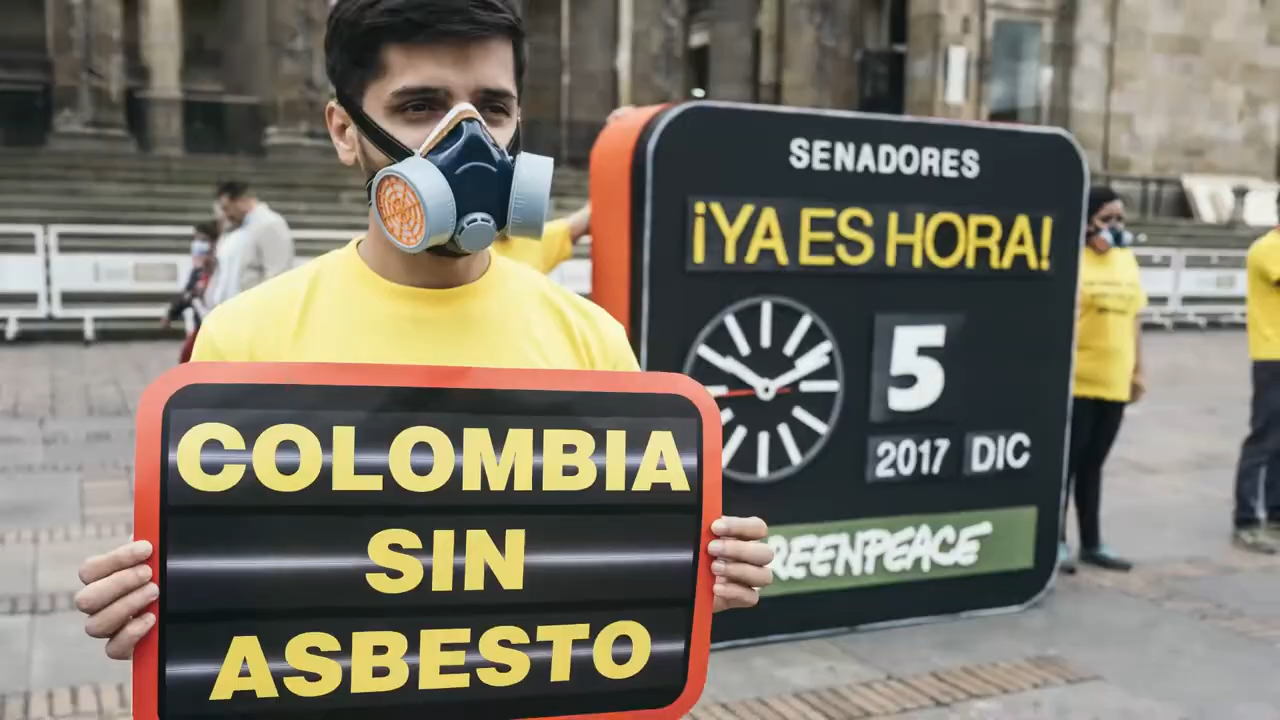 COLOMBIA
SIN
ASBESTO
SENADORES
¡YA ES HORA!
5
2017 DIC
GREENPEACE